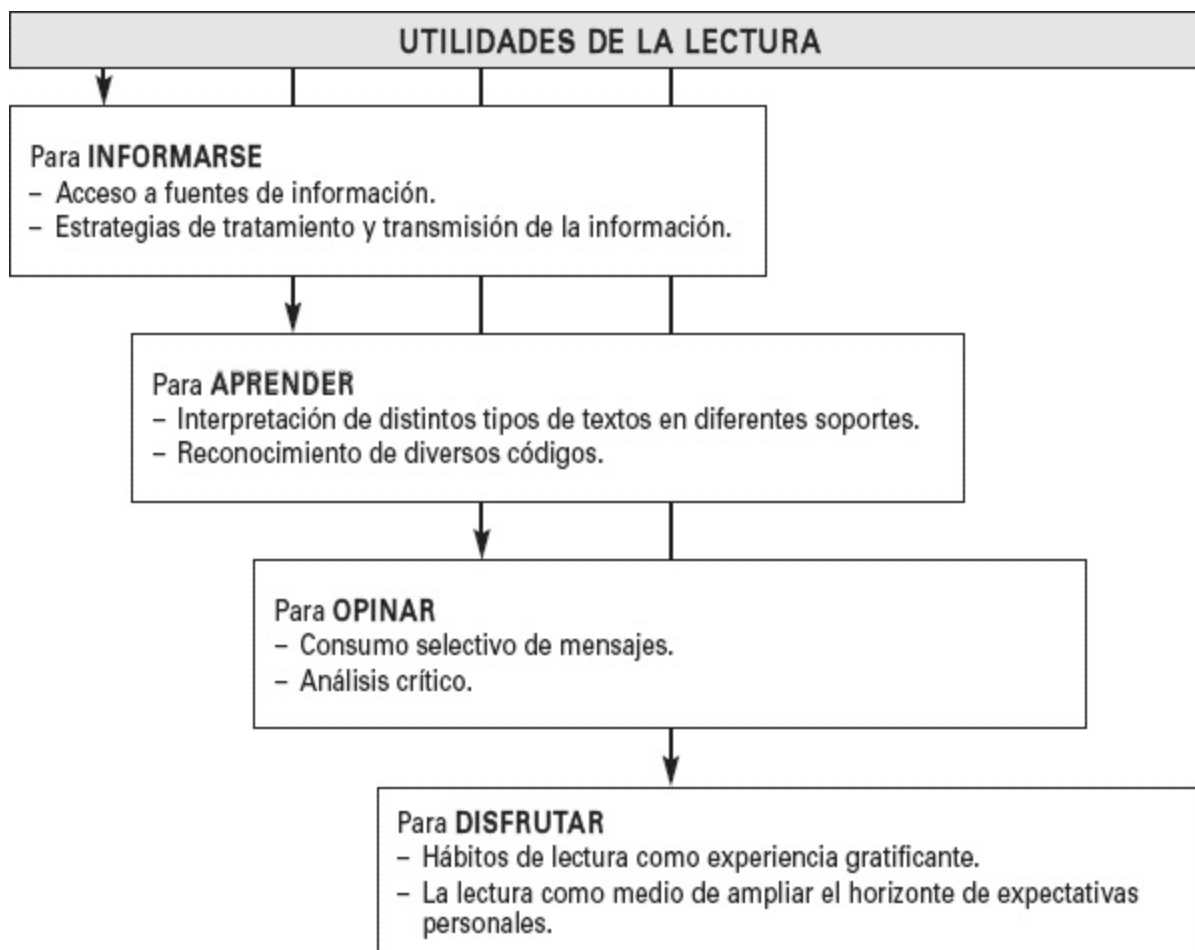 UTILIDADES DE LA LECTURA
Para INFORMARSE
– Acceso a fuentes de información.
– Estrategias de tratamiento y transmisión de la información.
Para APRENDER
– Interpretación de distintos tipos de textos en diferentes soportes.
– Reconocimiento de diversos códigos.
Para OPINAR
– Consumo selectivo de mensajes.
– Análisis crítico.
Para DISFRUTAR
– Hábitos de lectura como experiencia gratificante.
– La lectura como medio de ampliar el horizonte de expectativas
personales.